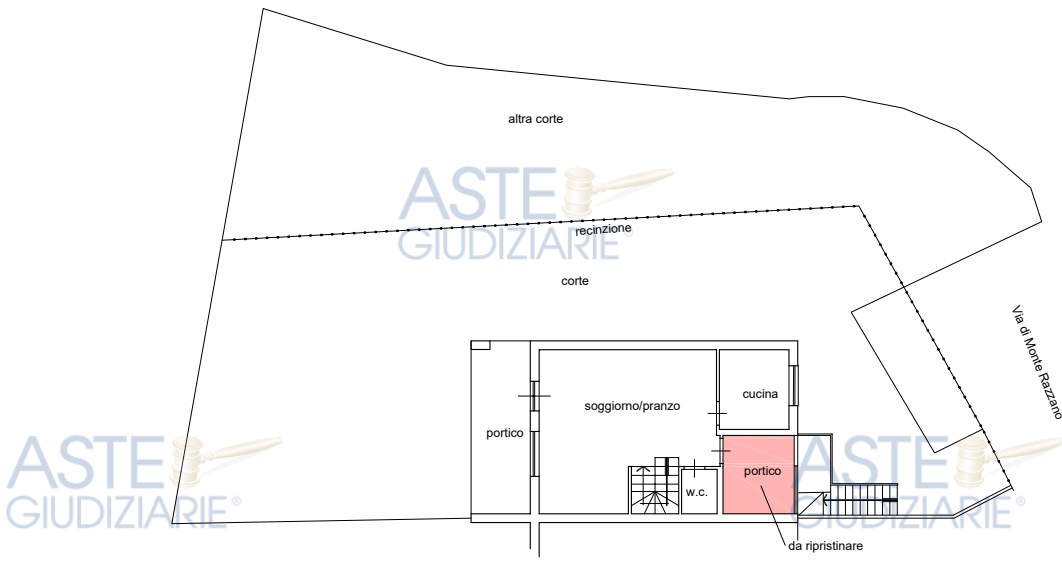 altra corte
ASTE
GIUDIZIARIE
recinzione
corte
Via di Monte Razzano
cucina
soggiorno/pranzo
portico
ASTE
GIUDIZIARIE®
portico
w.c.
ASTE
GIUDIZIARIE®
da ripristinare